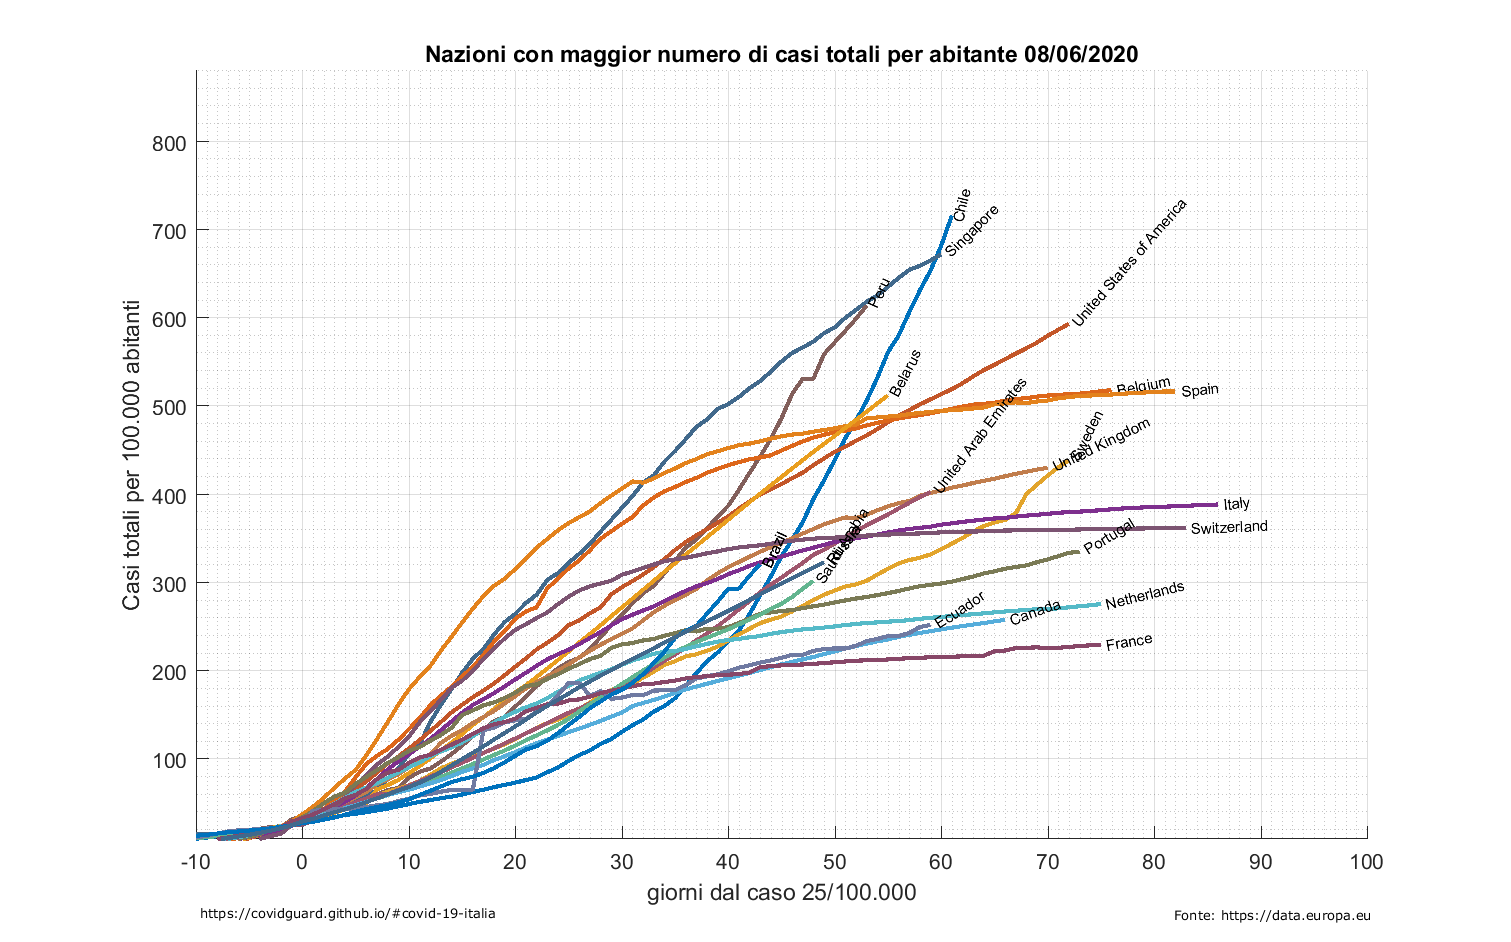 Nazioni con maggior numero di casi totali per abitante 08/06/2020
Casi totali per 100.000 abitanti
800
700
600
500
400
300
200
100
Chile
Singapore
United States of America
Peru
Belarus
Belgium
Spain
United Arab Emirates
Sweden
United Kingdom
Italy
Switzerland
Portugal
Brazil
Russia
Saudi Arabia
Netherlands
Canada
Ecuador
France
-10
0
10
20
30
40
50
60
70
80
90
100
giorni dal caso 25/100.000
https://covidguard.github.io/#covid-19-italia
Fonte: https://data.europa.eu